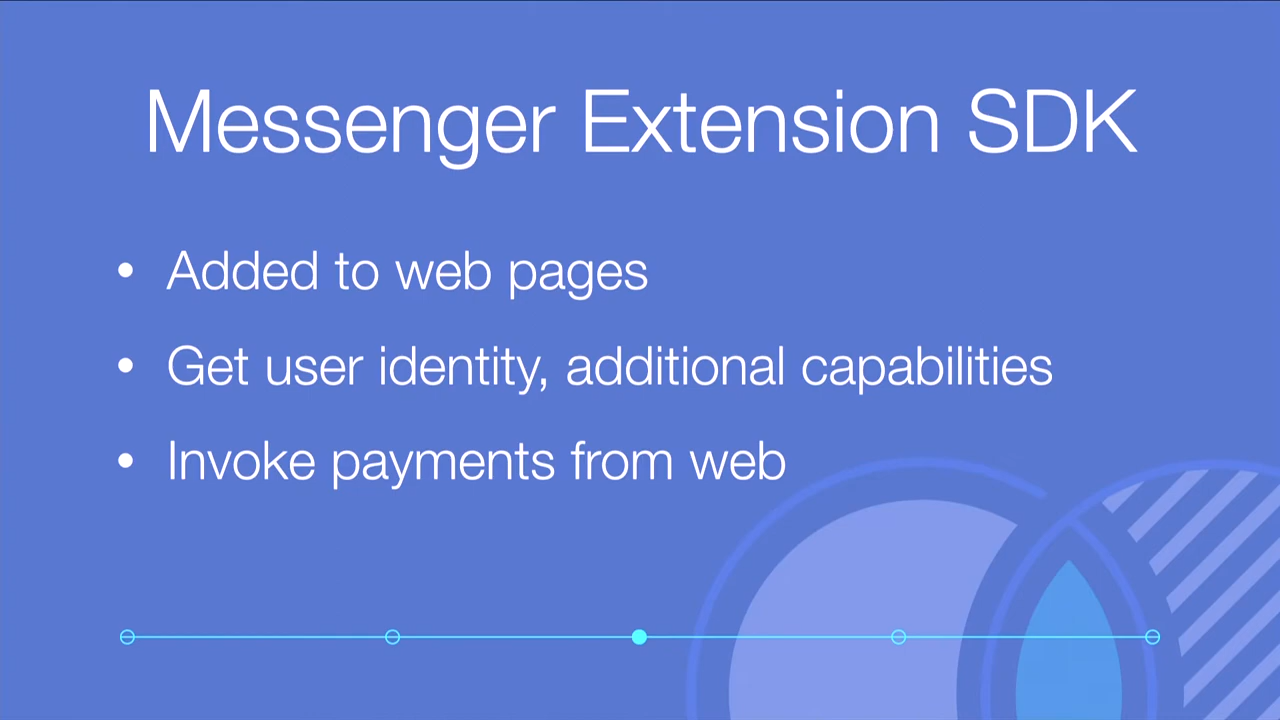 Messenger Extension SDK
• Added to web pages
• Get user identity, additional capabilities
• Invoke payments from web